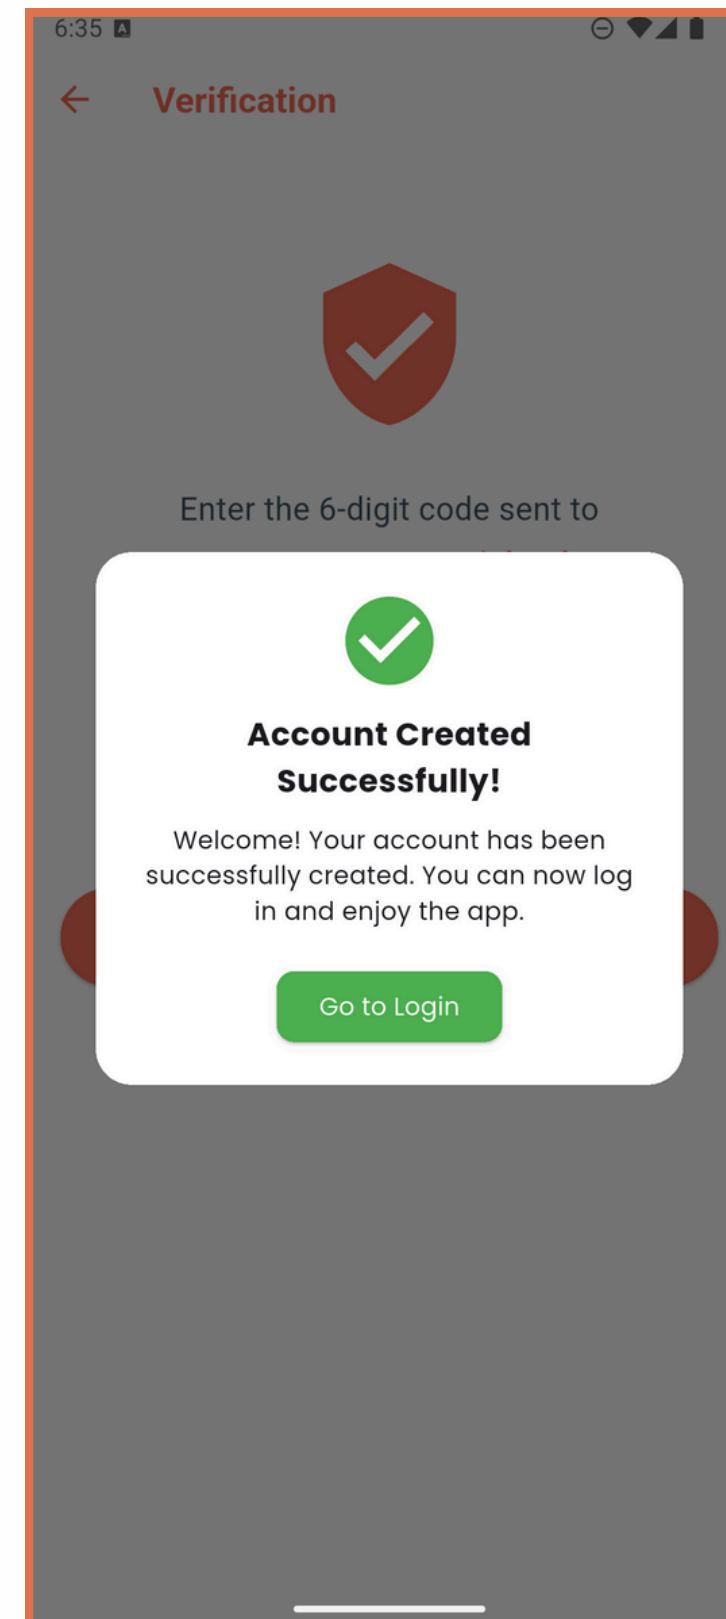 6:35
Verification
Enter the 6-digit code sent to
Account Created
Successfully!
Welcome! Your account has been
successfully created. You can now log
in and enjoy the app.
Go to Login